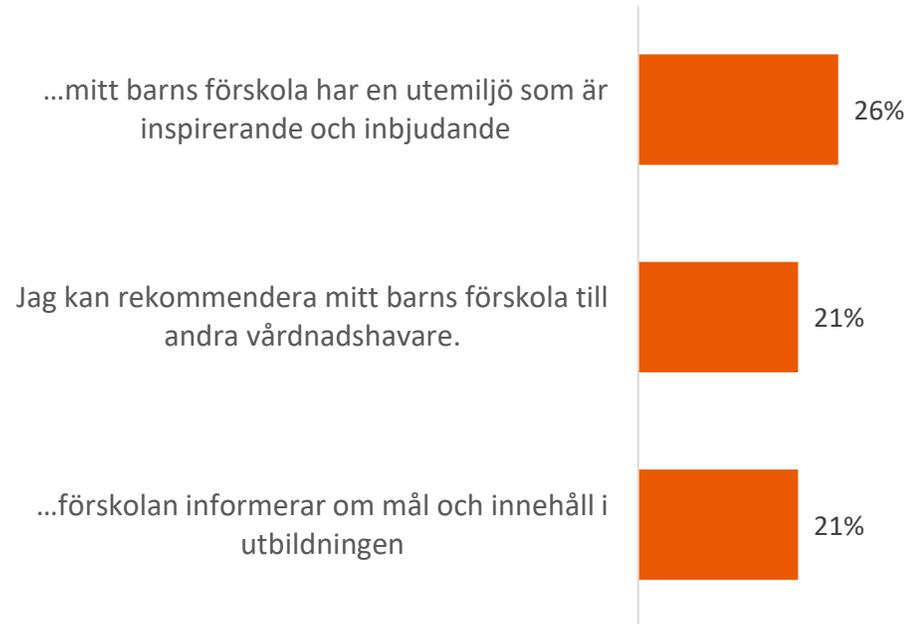 ...mitt barns förskola har en utemiljö som är
inspirerande och inbjudande
26%
Jag kan rekommendera mitt barns förskola till
andra vårdnadshavare.
21%
...förskolan informerar om mål och innehåll i
utbildningen
21%